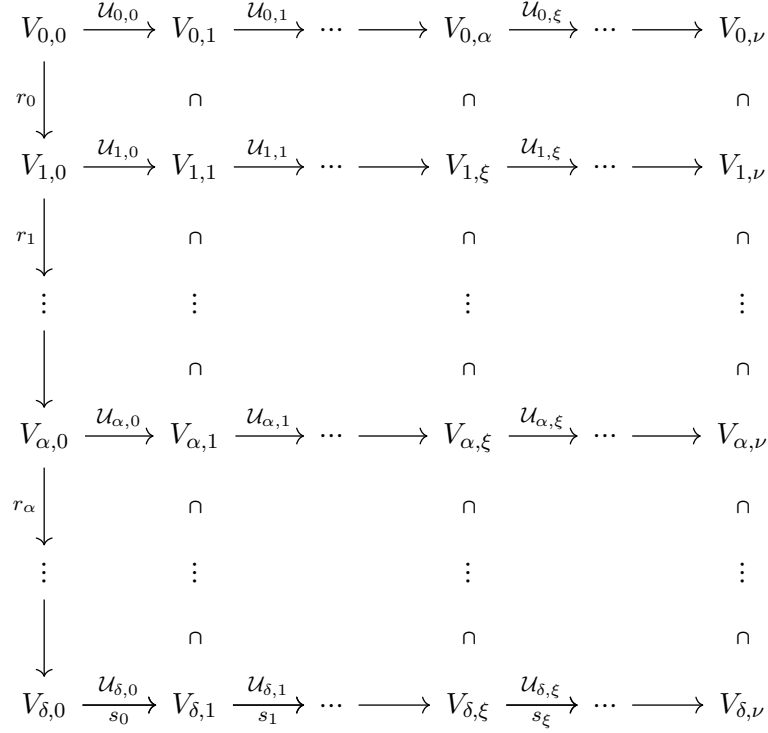 V_{0,0} \xrightarrow{\mathcal{U}_{0,0}} V_{0,1} \xrightarrow{\mathcal{U}_{0,1}} \cdots \longrightarrow V_{0,\alpha} \xrightarrow{\mathcal{U}_{0,\xi}} \cdots \longrightarrow V_{0,\nu}
r_0 ∩ ∩ ∩
V_{1,0} \xrightarrow{\mathcal{U}_{1,0}} V_{1,1} \xrightarrow{\mathcal{U}_{1,1}} \cdots \longrightarrow V_{1,\xi} \xrightarrow{\mathcal{U}_{1,\xi}} \cdots \longrightarrow V_{1,\nu}
r_1 ∩ ∩ ∩
⋮ ⋮ ⋮ ⋮
∩ ∩ ∩
V_{\alpha,0} \xrightarrow{\mathcal{U}_{\alpha,0}} V_{\alpha,1} \xrightarrow{\mathcal{U}_{\alpha,1}} \cdots \longrightarrow V_{\alpha,\xi} \xrightarrow{\mathcal{U}_{\alpha,\xi}} \cdots \longrightarrow V_{\alpha,\nu}
r_\alpha ∩ ∩ ∩
⋮ ⋮ ⋮ ⋮
∩ ∩ ∩
V_{\delta,0} \xrightarrow[s_0]{\mathcal{U}_{\delta,0}} V_{\delta,1} \xrightarrow[s_1]{\mathcal{U}_{\delta,1}} \cdots \longrightarrow V_{\delta,\xi} \xrightarrow[s_\xi]{\mathcal{U}_{\delta,\xi}} \cdots \longrightarrow V_{\delta,\nu}